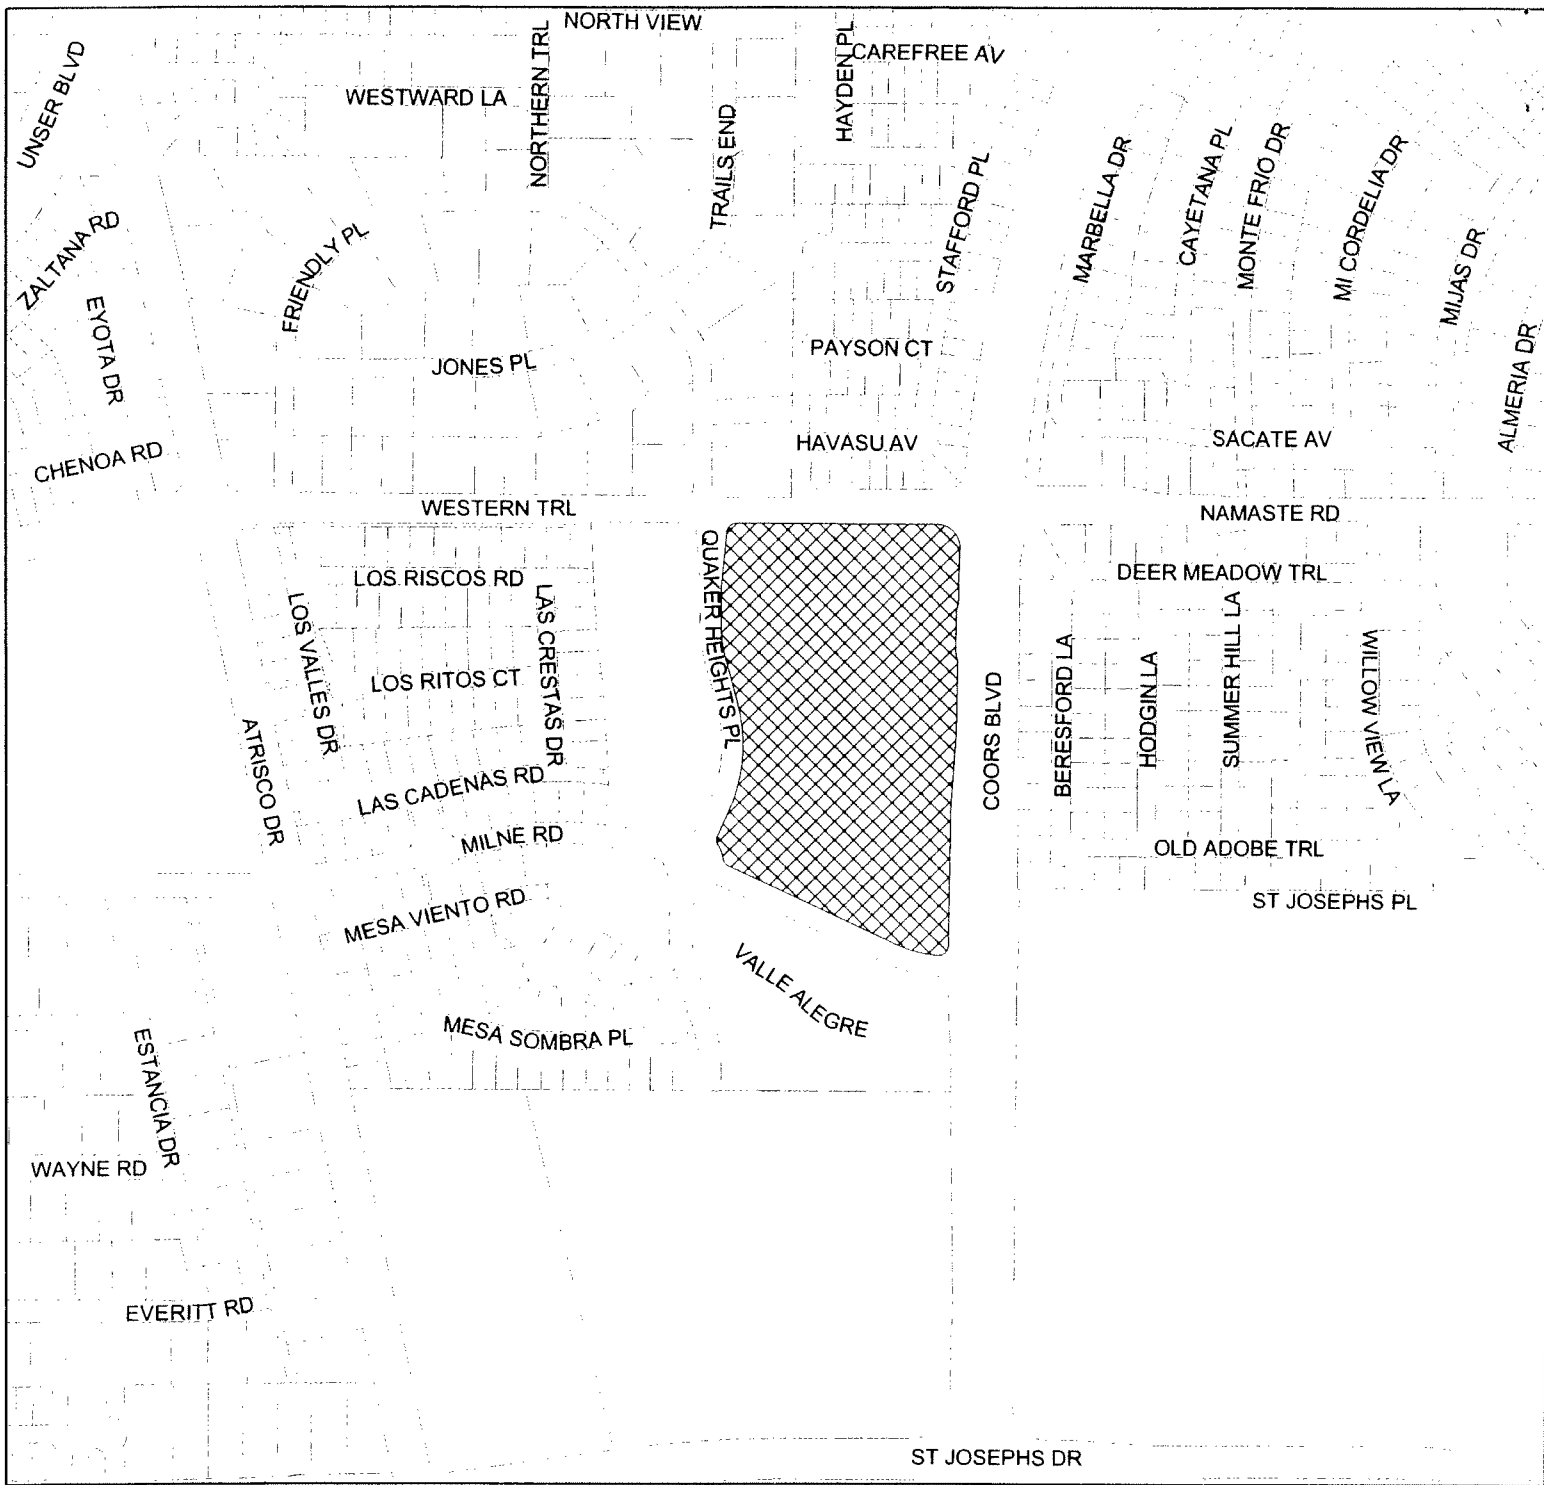 NORTH VIEW
UNSER BLVD
WESTWARD LA
NORTHERN TRL
TRAILS END
HAYDEN PL
CAREFREE AV
STAFFORD PL
MARBELLA DR
CAYETANA PL
MONTE FRIO DR
MI CORDELIA DR
MIJAS DR
ALMERIA DR
ZALTANA RD
EYOTA DR
FRIENDLY PL
JONES PL
PAYSON CT
CHENOA RD
HAVASU AV
SACATE AV
WESTERN TRL
NAMASTE RD
LOS RISCOS RD
LOS VALLES DR
LAS CRESTAS DR
QUAKER HEIGHTS PL
DEER MEADOW TRL
LOS RITOS CT
COORS BLVD
BERESFORD LA
HODGIN LA
SUMMER HILL LA
WILLOW VIEW LA
ATRISCO DR
LAS CADENAS RD
MILNE RD
OLD ADOBE TRL
MESA VIENTO RD
ST JOSEPHS PL
VALLE ALEGRE
MESA SOMBRA PL
ESTANCIA DR
WAYNE RD
EVERITT RD
ST JOSEPHS DR